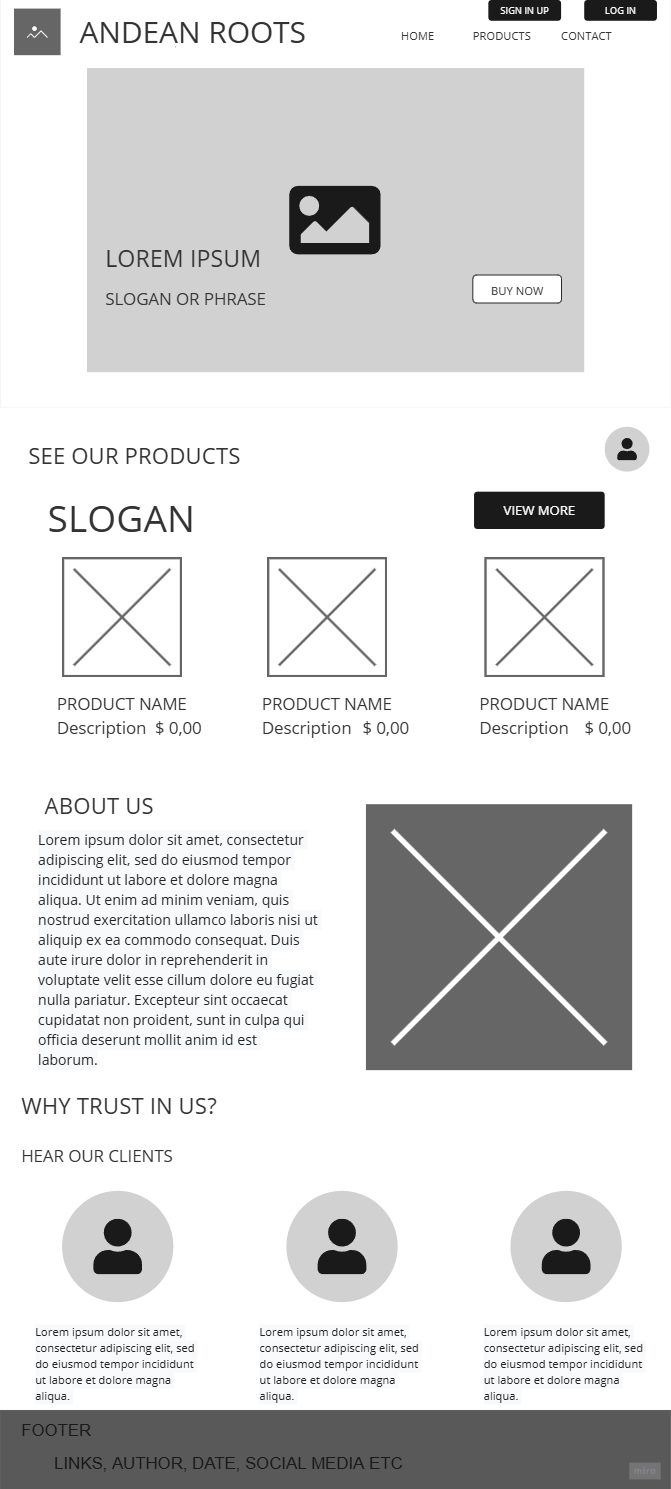 SIGN IN UP
LOG IN
ANDEAN ROOTS
HOME
PRODUCTS
CONTACT
LOREM IPSUM
SLOGAN OR PHRASE
BUY NOW
SEE OUR PRODUCTS
SLOGAN
VIEW MORE
PRODUCT NAME
Description $ 0,00
PRODUCT NAME
Description $ 0,00
PRODUCT NAME
Description $ 0,00
ABOUT US
Lorem ipsum dolor sit amet, consectetur
adipiscing elit, sed do eiusmod tempor
incididunt ut labore et dolore magna
aliqua. Ut enim ad minim veniam, quis
nostrud exercitation ullamco laboris nisi ut
aliquip ex ea commodo consequat. Duis
aute irure dolor in reprehenderit in
voluptate velit esse cillum dolore eu fugiat
nulla pariatur. Excepteur sint occaecat
cupidatat non proident, sunt in culpa qui
officia deserunt mollit anim id est
laborum.
WHY TRUST IN US?
HEAR OUR CLIENTS
Lorem ipsum dolor sit amet,
consectetur adipiscing elit, sed
do eiusmod tempor incididunt
ut labore et dolore magna
aliqua.
Lorem ipsum dolor sit amet,
consectetur adipiscing elit, sed
do eiusmod tempor incididunt
ut labore et dolore magna
aliqua.
Lorem ipsum dolor sit amet,
consectetur adipiscing elit, sed
do eiusmod tempor incididunt
ut labore et dolore magna
aliqua.
FOOTER
LINKS, AUTHOR, DATE, SOCIAL MEDIA ETC
miro